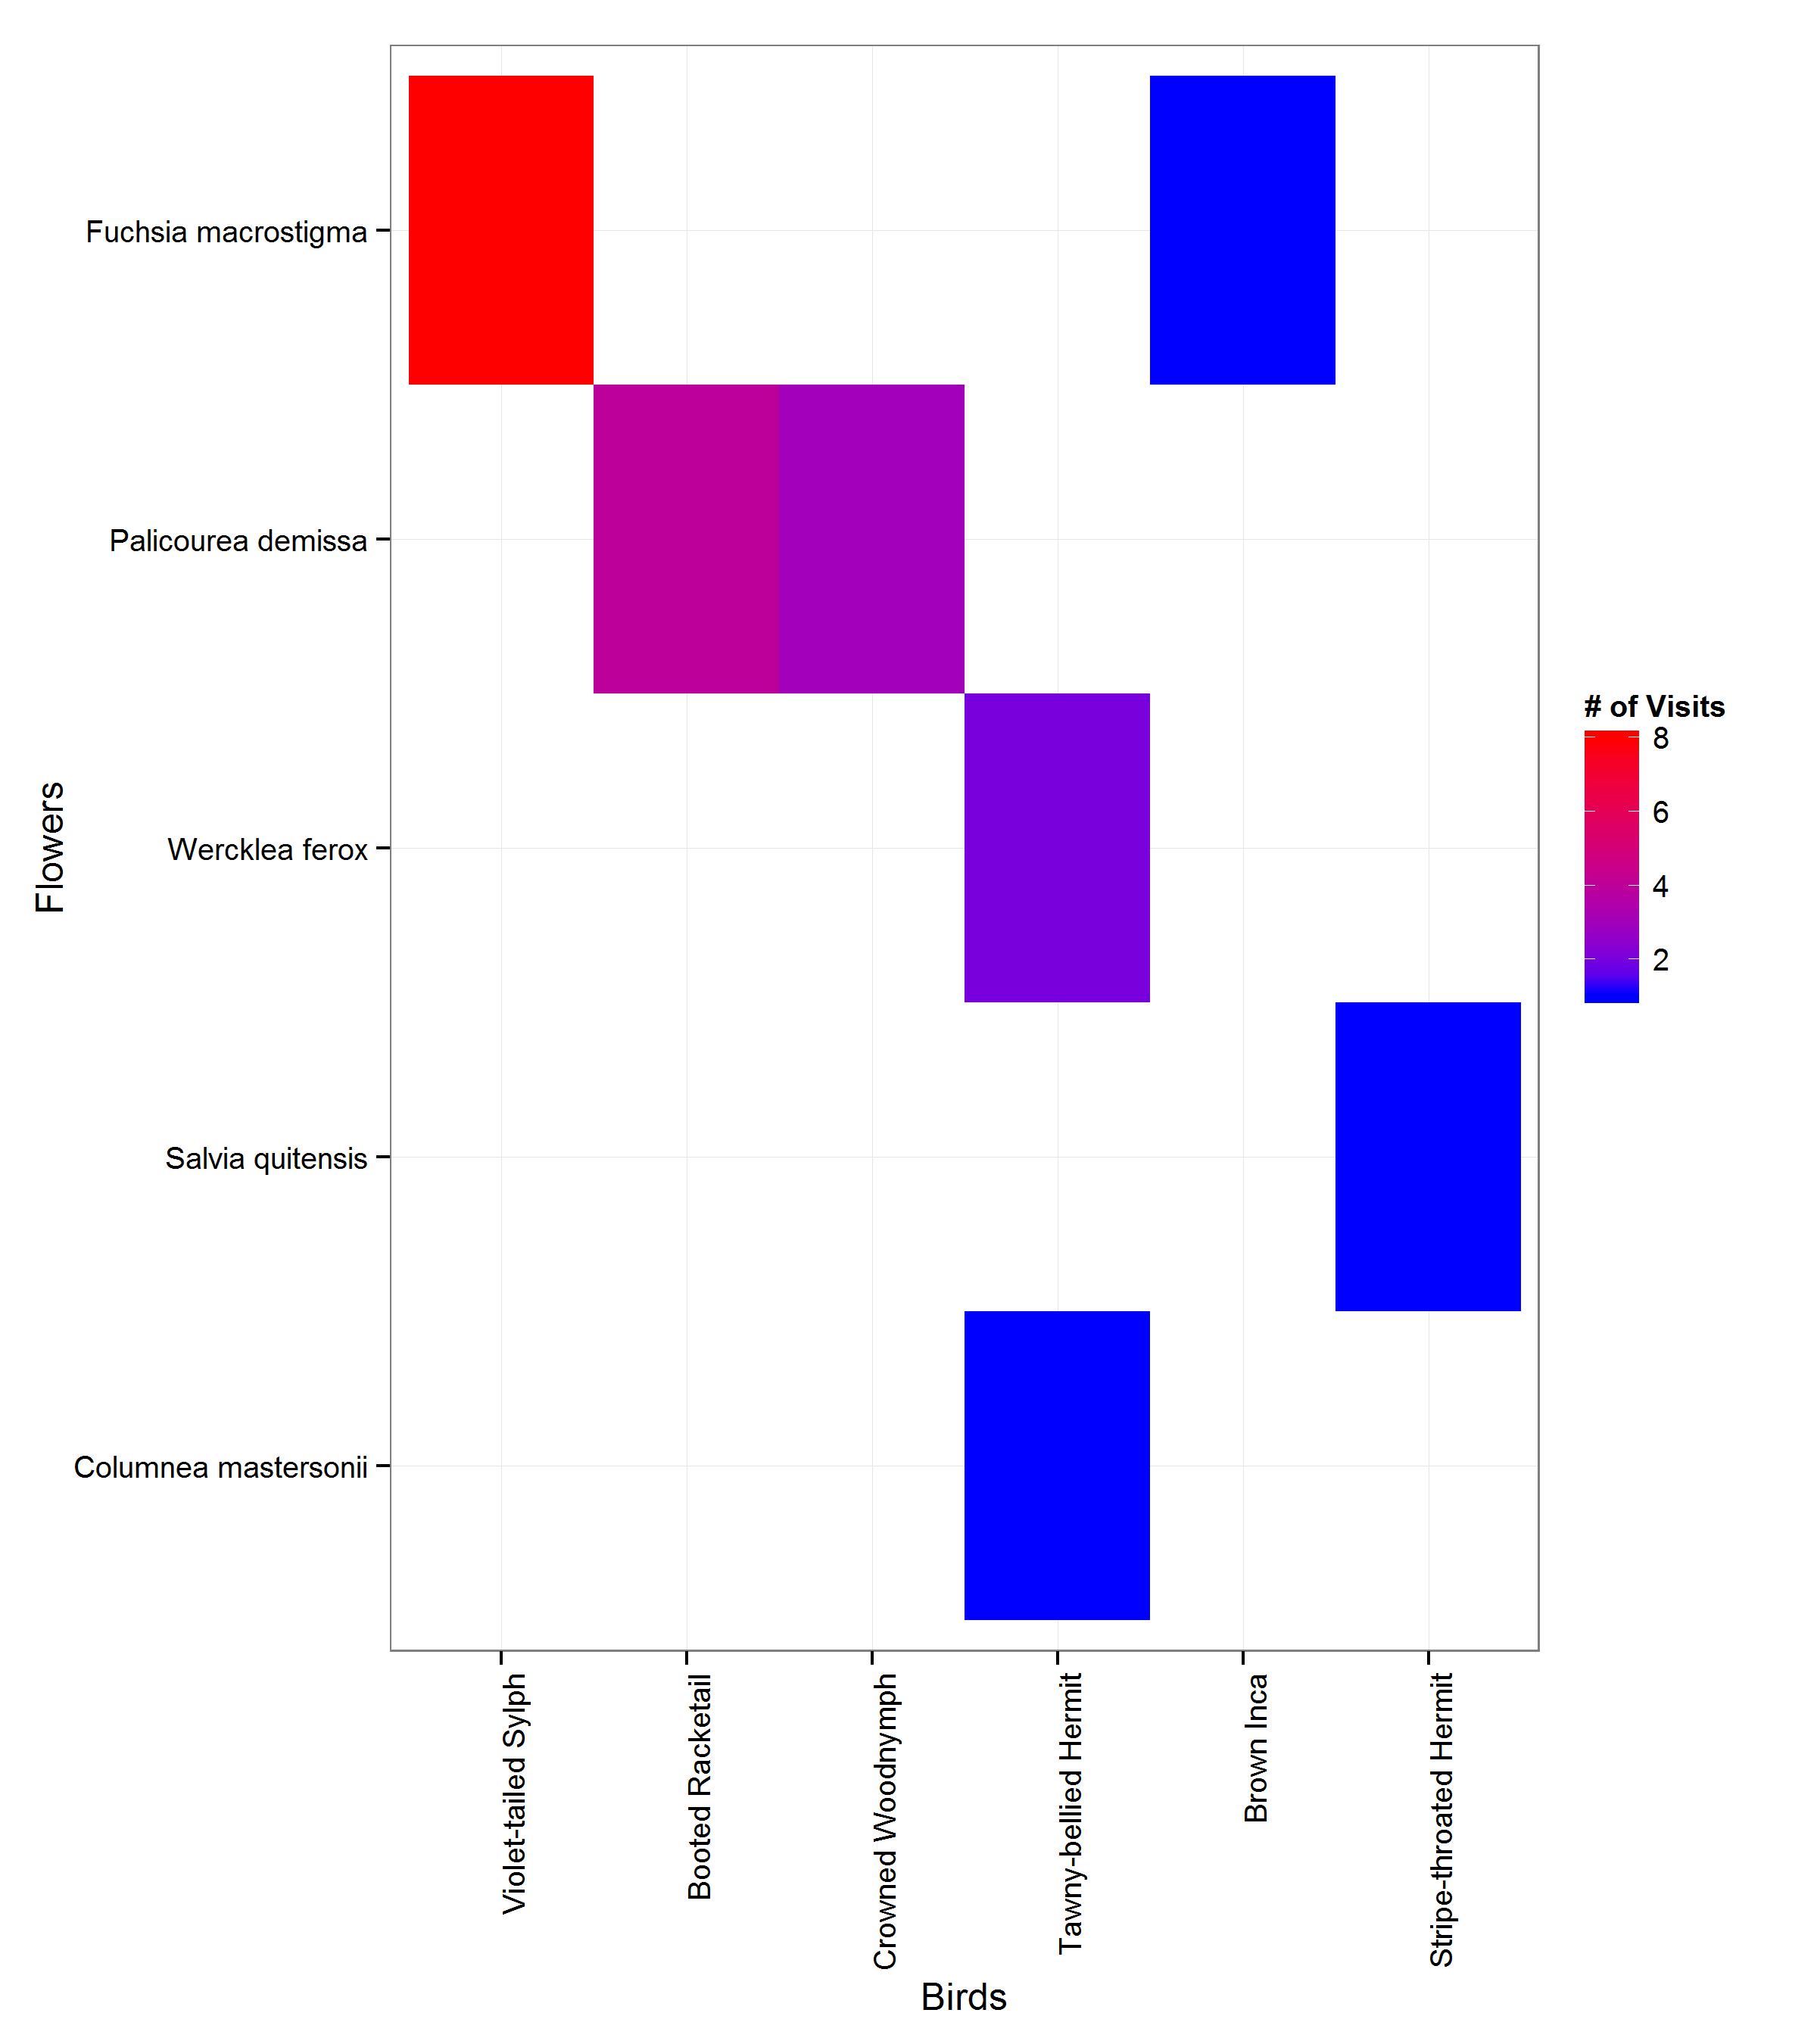 Fuchsia macrostigma
Palicourea demissa
Wercklea ferox
Salvia quitensis
Columnea mastersonii
Flowers
# of Visits
8
6
4
2
Violet-tailed Sylph
Booted Racketail
Crowned Woodnymph
Tawny-bellied Hermit
Brown Inca
Stripe-throated Hermit
Birds